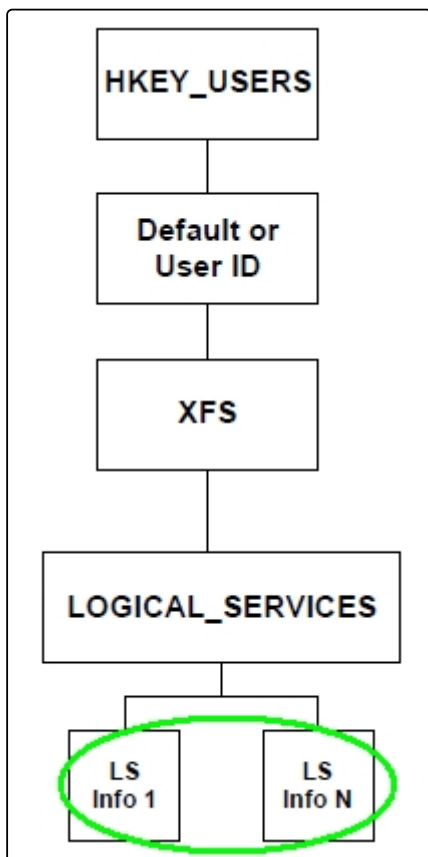 HKEY_USERS
Default or
User ID
XFS
LOGICAL_SERVICES
LS
Info 1
LS
Info N